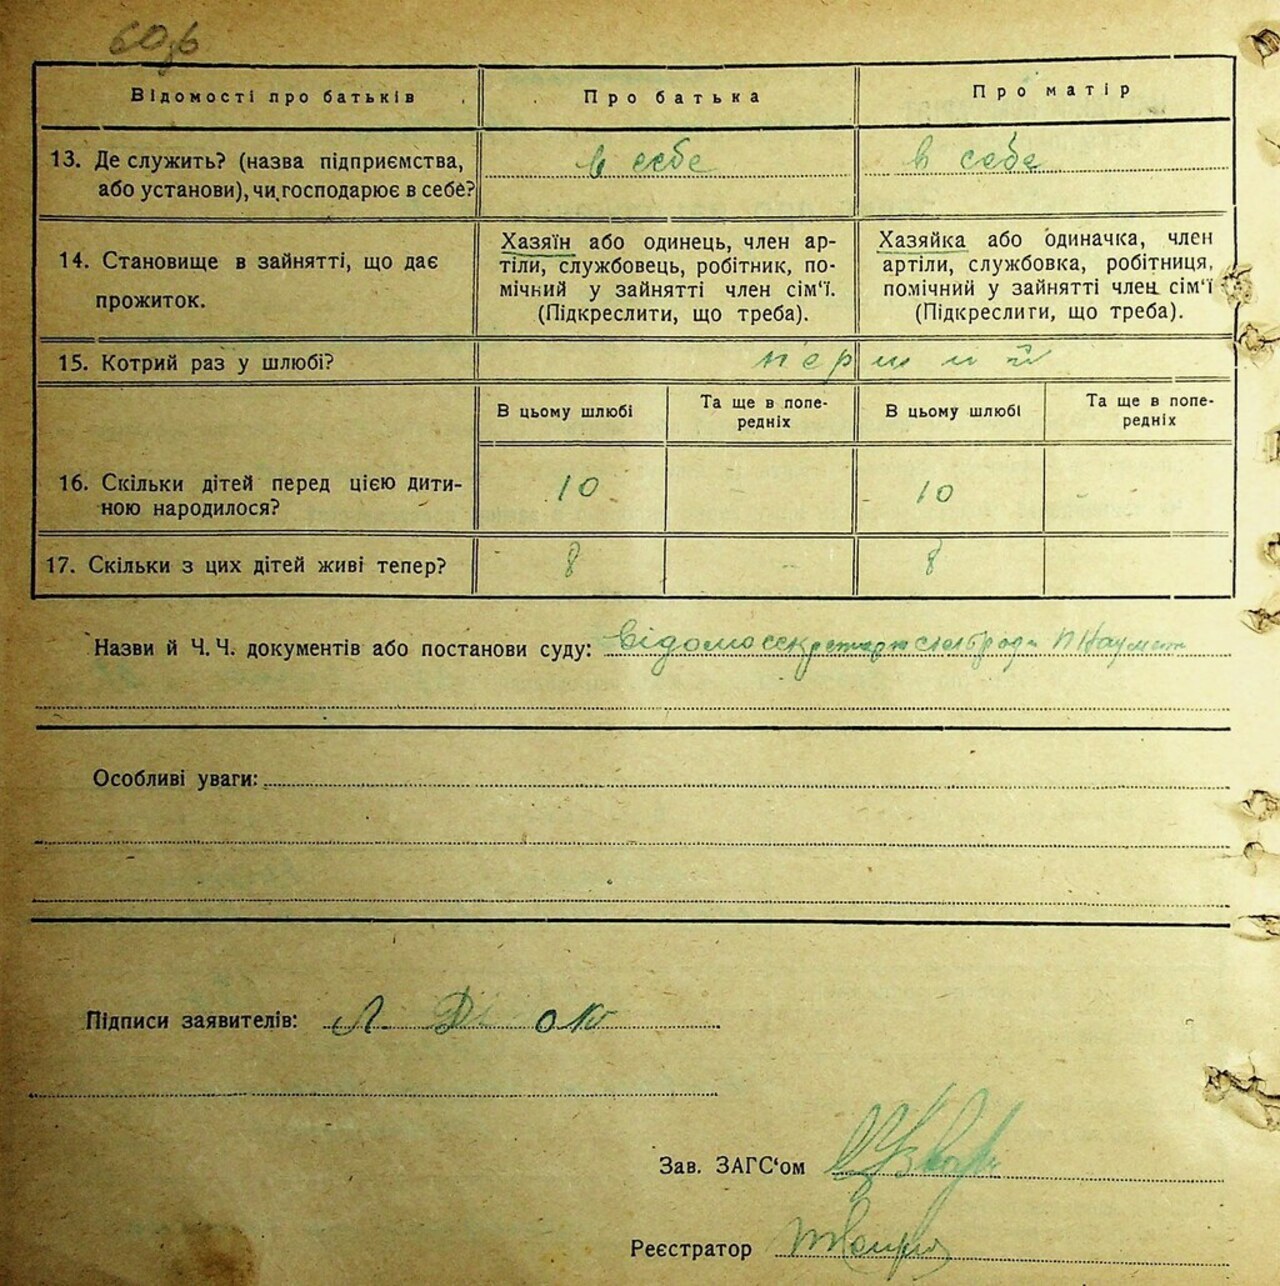 60зв
Відомості про батьків
Про батька
Про матір
13. Де служить? (назва підприємства,
або установи), чи господарює в себе?
в себе
в себе
14. Становище в зайнятті, що дає
прожиток.
Хазяїн або одинець, член ар-
тіли, службовець, робітник, по-
мічний у зайнятті член сім‘ї.
(Підкреслити, що треба).
Хазяйка або одиначка, член
артіли, службовка, робітниця,
помічний у зайнятті член сім‘ї
(Підкреслити, що треба).
15. Котрий раз у шлюбі?
перший
В цьому шлюбі
Та ще в попе-
редніх
В цьому шлюбі
Та ще в попе-
редніх
16. Скільки дітей перед цією дити-
ною народилося?
10
-
10
-
17. Скільки з цих дітей живі тепер?
8
-
8
Назви й Ч. Ч. документів або постанови суду:
Особливі уваги:
Підписи заявителів: Л.
Зав. ЗАГС‘ом
Реєстратор